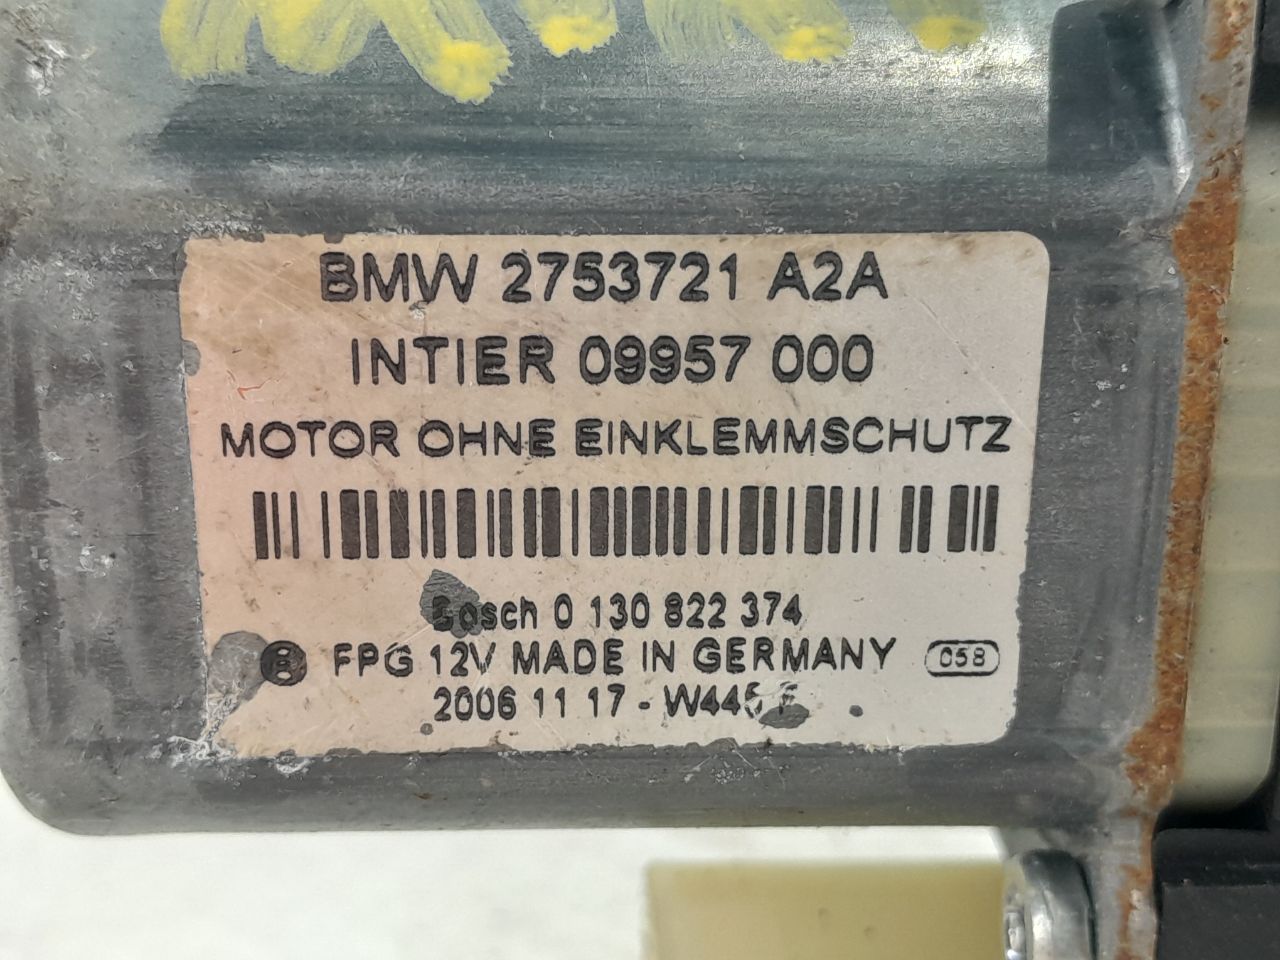 BMW 2753721 A2A
INTIER 09957 000
MOTOR OHNE EINKLEMMSCHUTZ
Bosch 0 130 822 374
FPG 12V MADE IN GERMANY 058
2006 11 17 - W445 F